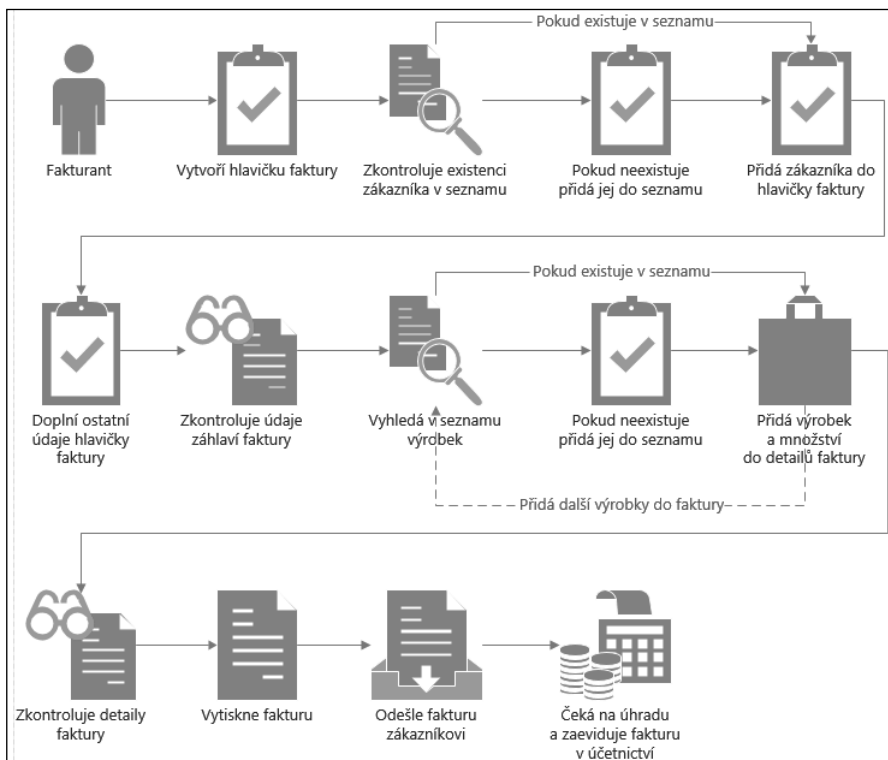 Pokud existuje v seznamu
Fakturant
Vytvoří hlavičku faktury
Zkontroluje existenci
zákazníka v seznamu
Pokud neexistuje
přidá jej do seznamu
Přidá zákazníka do
hlavičky faktury
Pokud existuje v seznamu
Doplní ostatní
údaje hlavičky
faktury
Zkontroluje údaje
záhlaví faktury
Vyhledá v seznamu
výrobek
Pokud neexistuje
přidá jej do seznamu
Přidá výrobek
a množství
do detailů faktury
Přidá další výrobky do faktury
Zkontroluje detaily
faktury
Vytiskne fakturu
Odešle fakturu
zákazníkovi
Čeká na úhradu
a zaeviduje fakturu
v účetnictví